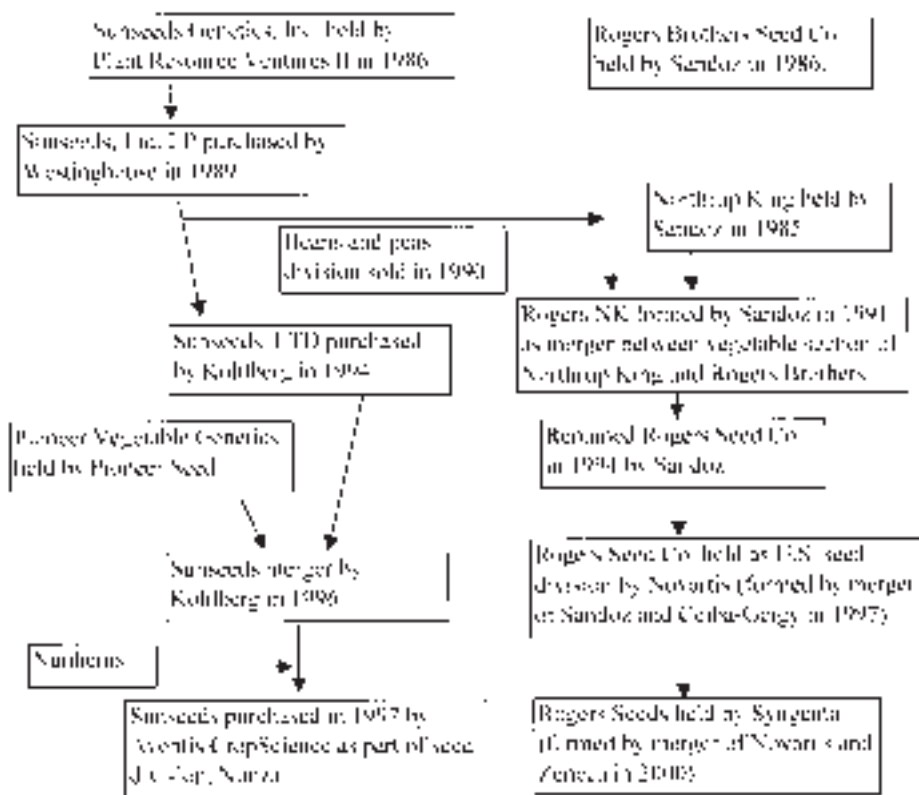 Sunseeds Genetics, Inc. held by
Plant Resource Ventures II in 1986
Rogers Brothers Seed Co
held by Sandoz in 1986.
Sunseeds, Ltd. LP purchased by
Westinghouse in 1989
Northrup King held by
Sandoz in 1985
Beans and peas
division sold in 1990
Sunseeds, LTD purchased
by Kohlberg in 1994
Rogers NK formed by Sandoz in 1991
as merger between vegetable section of
Northrup King and Rogers Brothers
Pioneer Vegetable Genetics
held by Pioneer Seed
Renamed Rogers Seed Co
in 1994 by Sandoz
Sunseeds merger by
Kohlberg in 1996
Rogers Seed Co. held as U.S. seed
division by Novartis (formed by merger
of Sandoz and Ceiba-Geigy in 1997)
Nunhems
Sunseeds purchased in 1997 by
Aventis CropScience as part of seed
division, Nunza
Rogers Seeds held by Syngenta
(formed by merger of Novartis and
Zeneca in 2000)